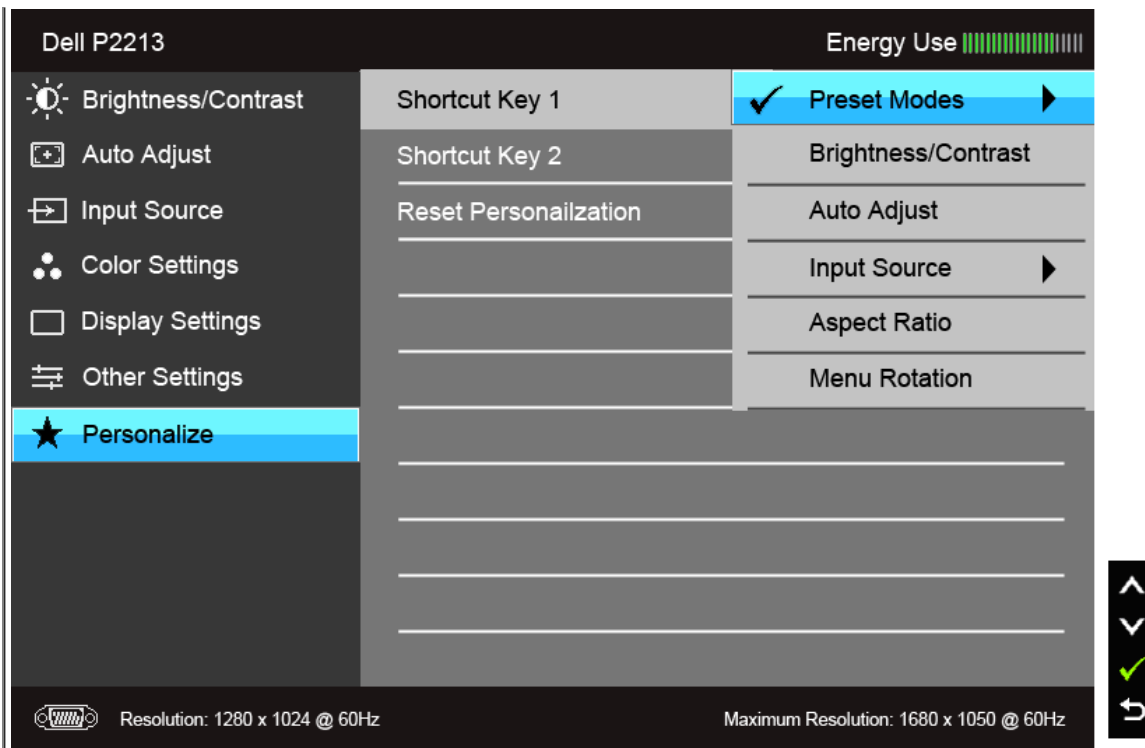 Dell P2213
Energy Use
Brightness/Contrast
Auto Adjust
Input Source
Color Settings
Display Settings
Other Settings
Personalize
Shortcut Key 1
Shortcut Key 2
Reset Personailzation
Preset Modes
Brightness/Contrast
Auto Adjust
Input Source
Aspect Ratio
Menu Rotation
Resolution: 1280 x 1024 @ 60Hz
Maximum Resolution: 1680 x 1050 @ 60Hz